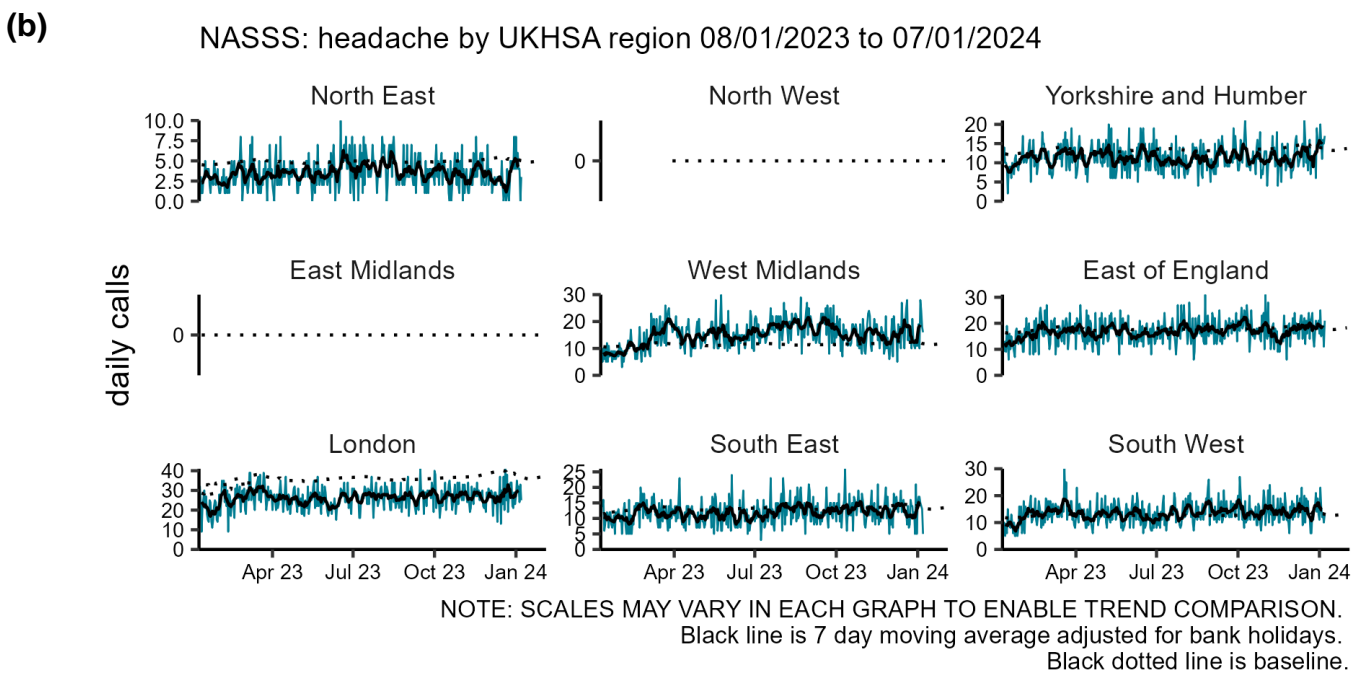 (b)
NASSS: headache by UKHSA region 08/01/2023 to 07/01/2024
North East
10.0
7.5
5.0
2.5
0.0
North West
0
Yorkshire and Humber
20
15
10
5
0
daily calls
East Midlands
0
West Midlands
30
20
10
0
East of England
30
20
10
0
London
40
30
20
10
0
Apr 23 Jul 23 Oct 23 Jan 24
South East
25
20
15
10
5
0
Apr 23 Jul 23 Oct 23 Jan 24
South West
30
20
10
0
Apr 23 Jul 23 Oct 23 Jan 24
NOTE: SCALES MAY VARY IN EACH GRAPH TO ENABLE TREND COMPARISON.
Black line is 7 day moving average adjusted for bank holidays.
Black dotted line is baseline.